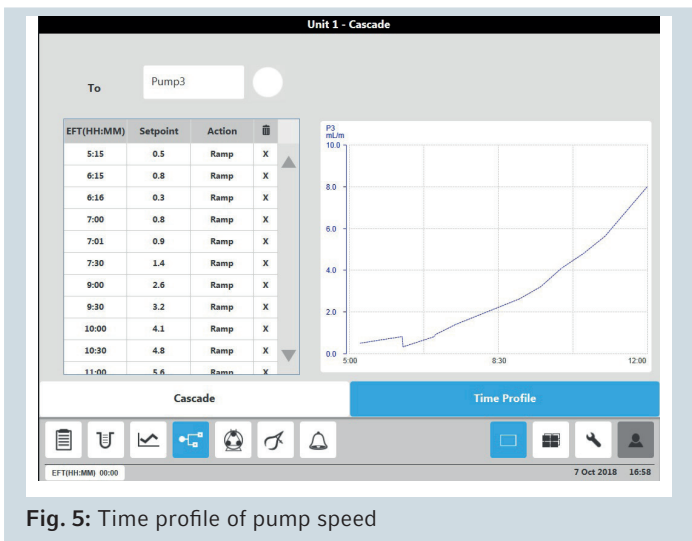 Unit 1 - Cascade
To Pump3
EFT(HH:MM) Setpoint Action
5:15 0.5 Ramp X
6:15 0.8 Ramp X
6:16 0.3 Ramp X
7:00 0.8 Ramp X
7:01 0.9 Ramp X
7:30 1.4 Ramp X
9:00 2.6 Ramp X
9:30 3.2 Ramp X
10:00 4.1 Ramp X
10:30 4.8 Ramp X
11:00 5.6 Ramp X
P3
mL/m
10.0
8.0
6.0
4.0
2.0
0.0
5:00 8:30 12:00
Cascade Time Profile
EFT(HH:MM) 00:00 7 Oct 2018 16:58
Fig. 5: Time profile of pump speed